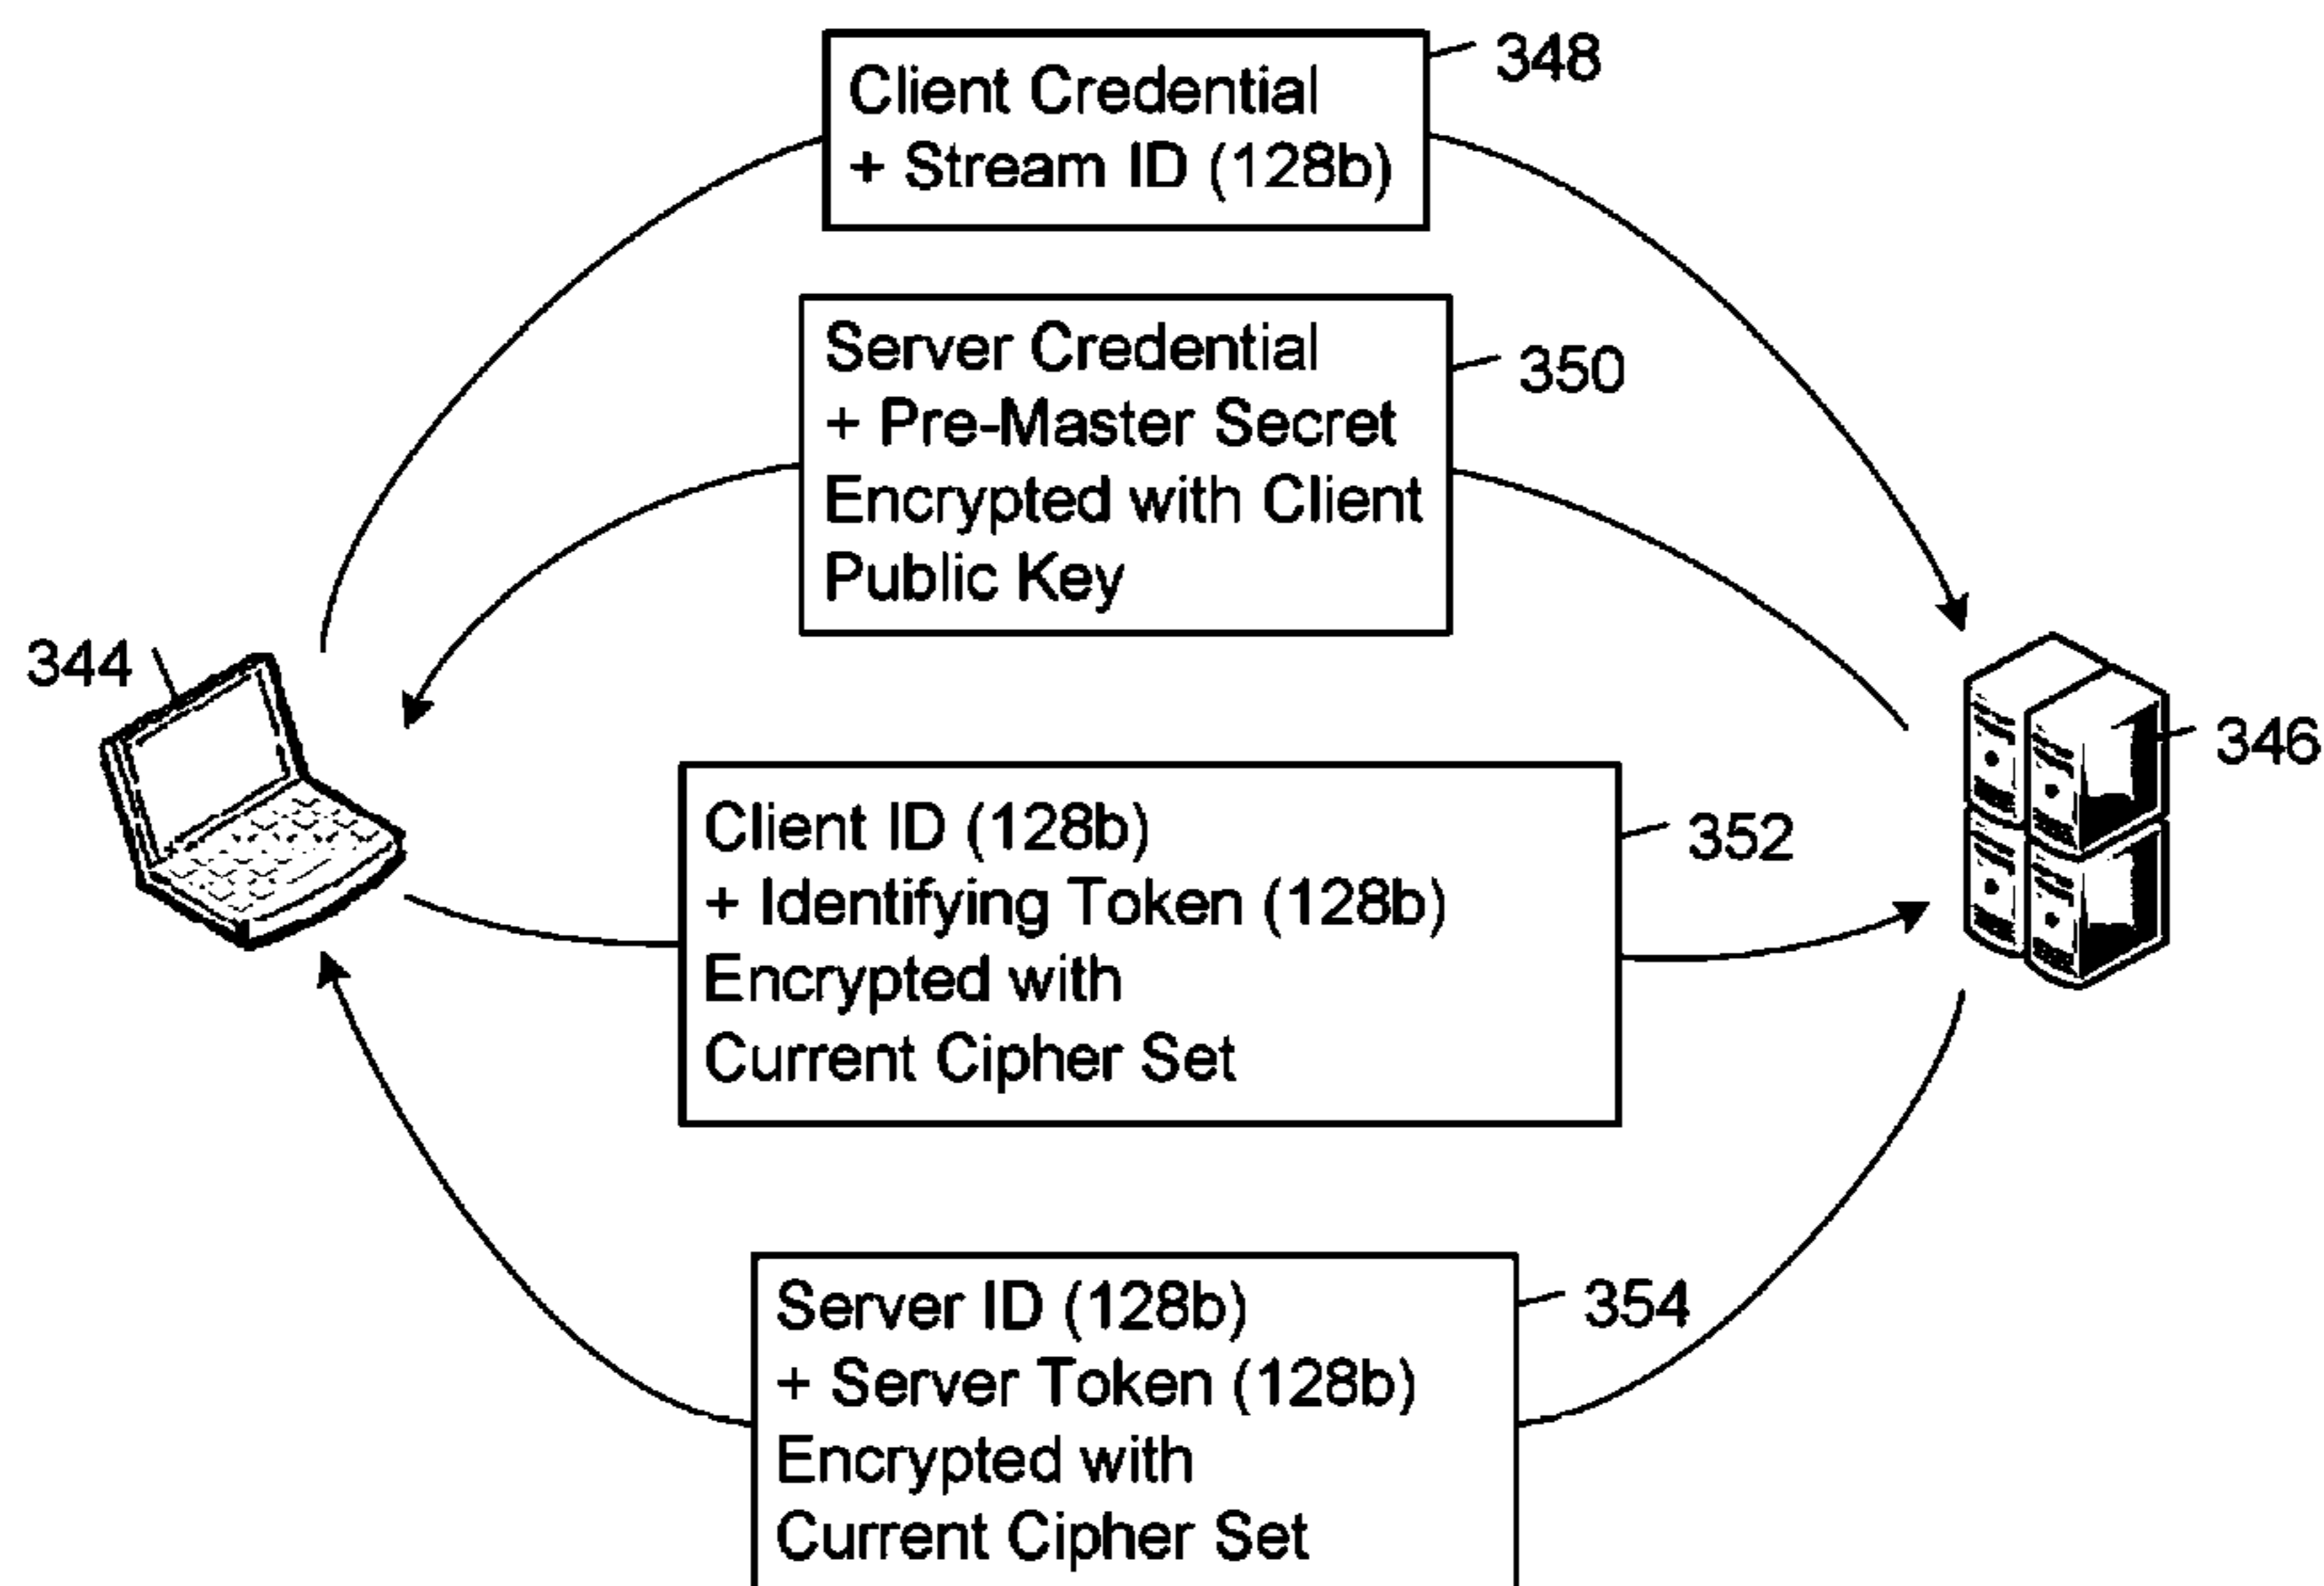 Client Credential
348
+ Stream ID (128b)
Server Credential
350
+ Pre-Master Secret
Encrypted with Client
Public Key
344
346
Client ID (128b)
352
+ Identifying Token (128b)
Encrypted with
Current Cipher Set
Server ID (128b)
354
+ Server Token (128b)
Encrypted with
Current Cipher Set